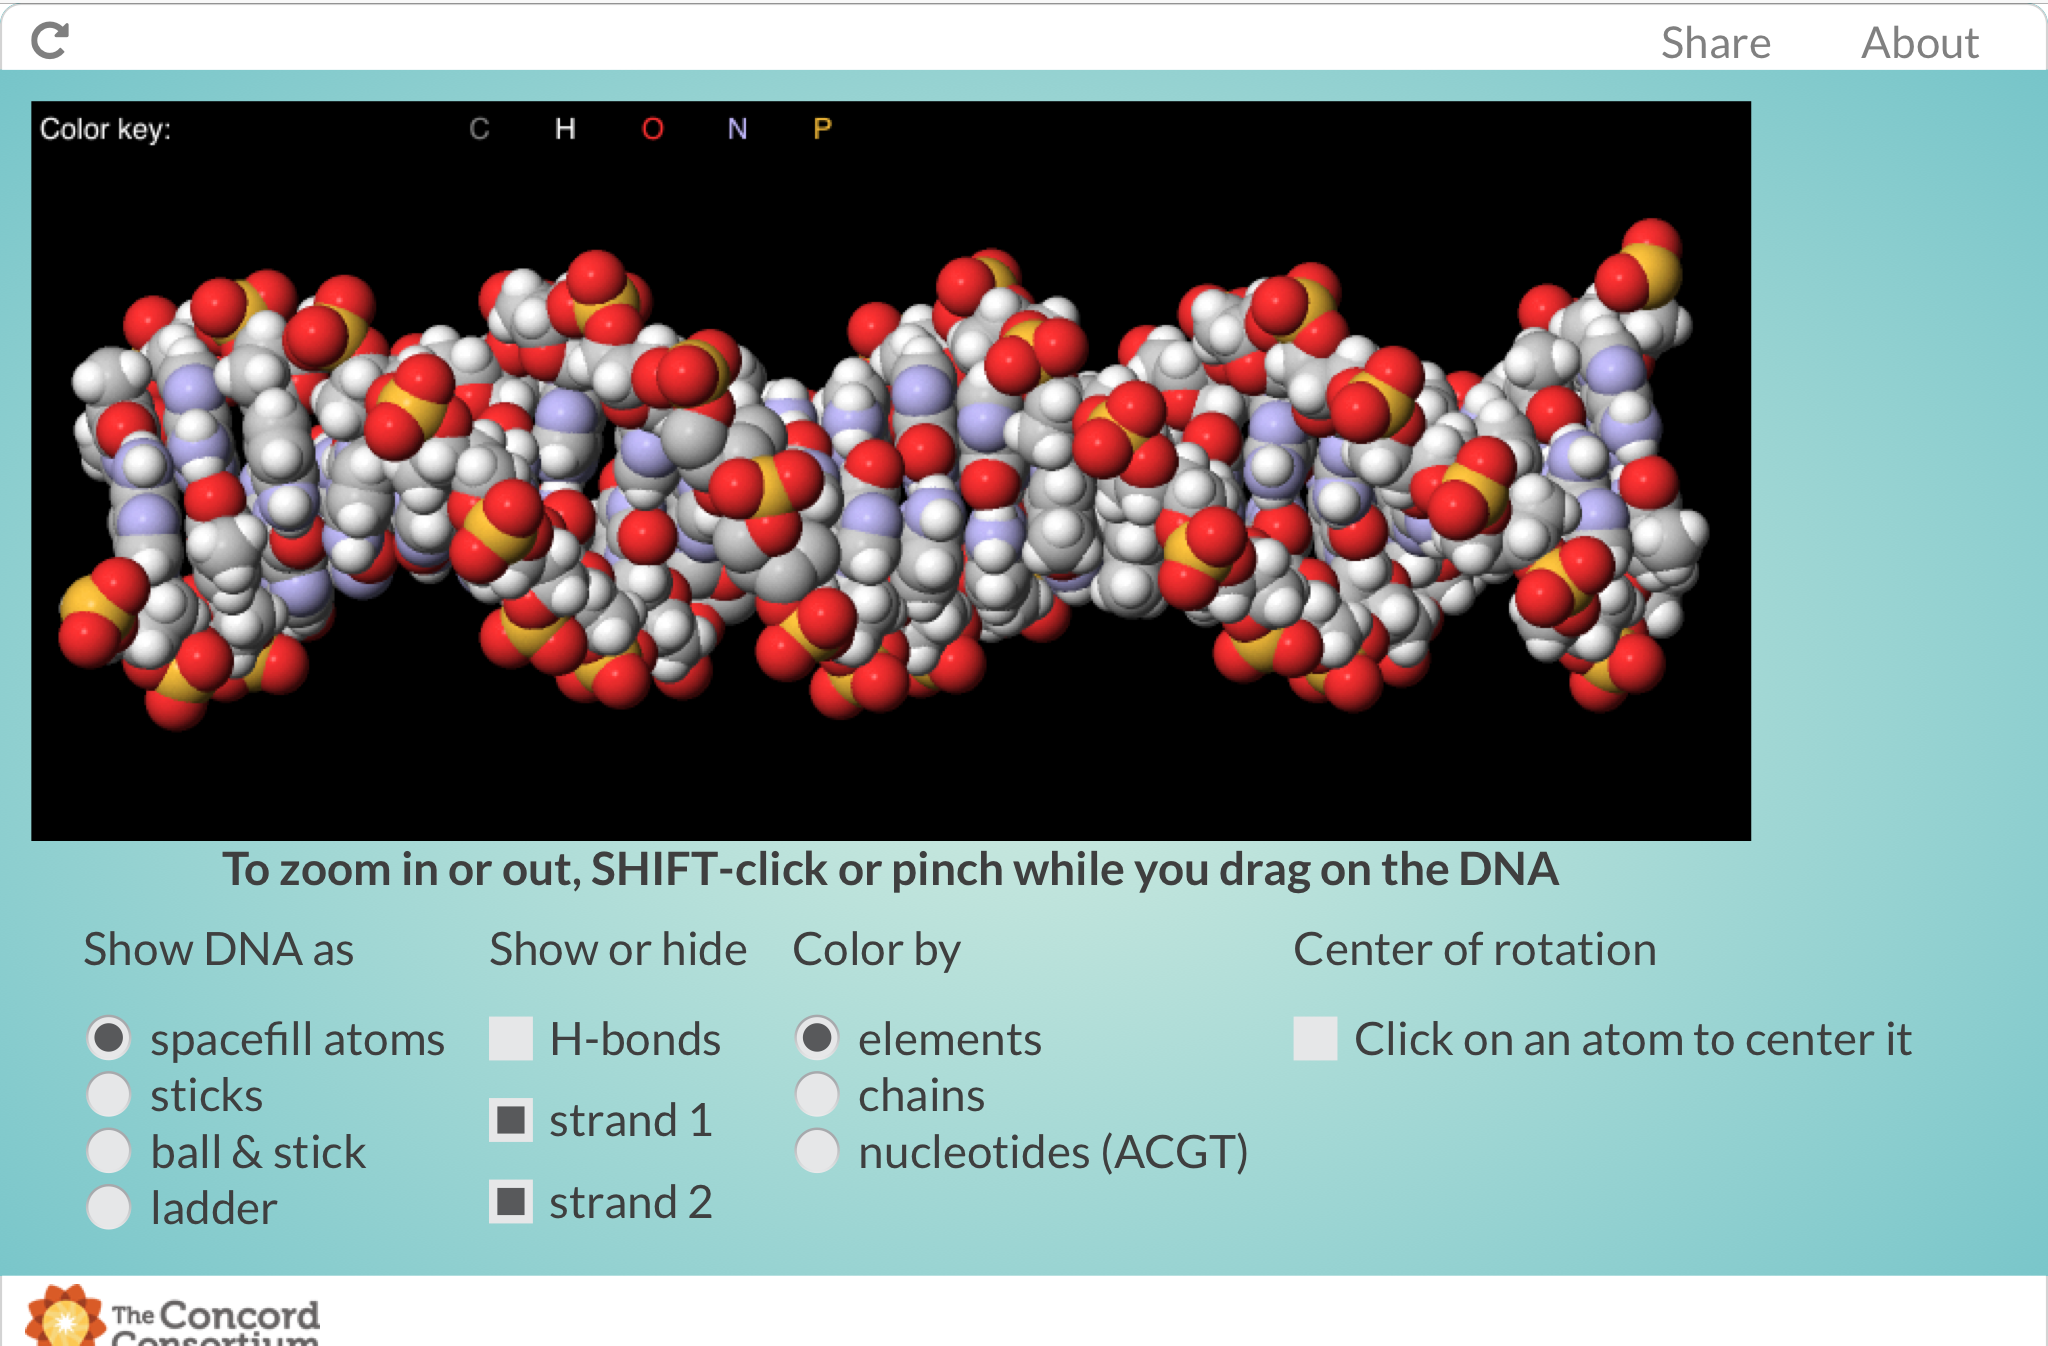 Share About
Color key: C H O N P
To zoom in or out, SHIFT-click or pinch while you drag on the DNA
Show DNA as
spacefill atoms
sticks
ball & stick
ladder
Show or hide
H-bonds
strand 1
strand 2
Color by
elements
chains
nucleotides (ACGT)
Center of rotation
Click on an atom to center it
The Concord
Consortium